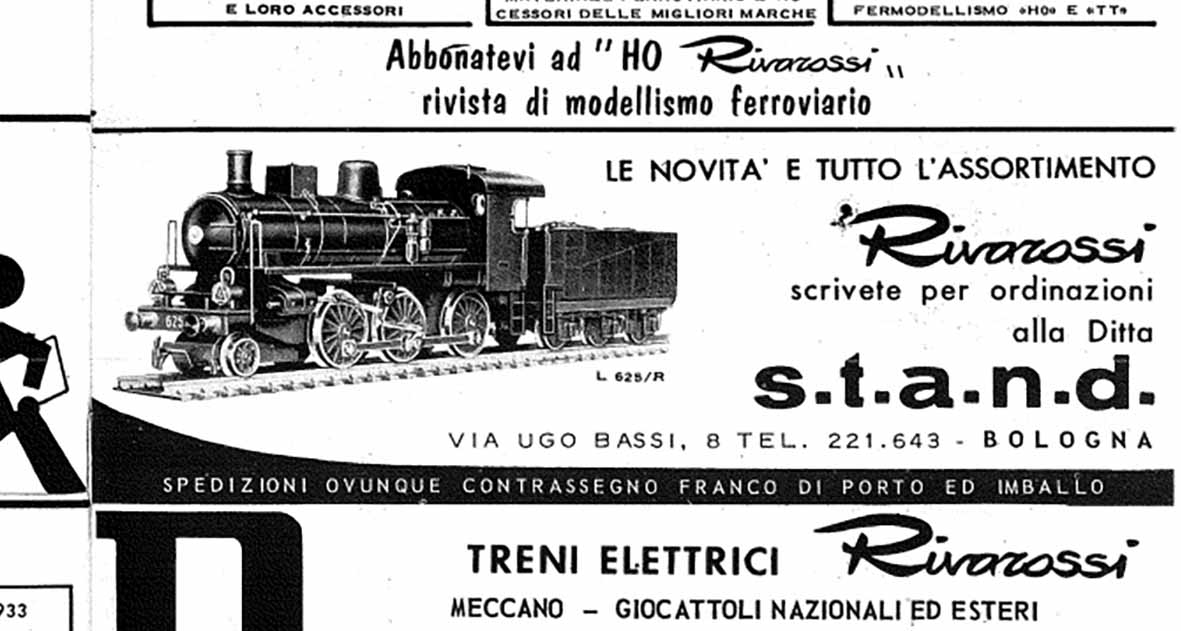 E LORO ACCESSORI
CESSORI DELLE MIGLIORI MARCHE
FERMODELLISMO «HO» E «TT»
Abbonatevi ad "HO Rivarossi"
rivista di modellismo ferroviario
LE NOVITA' E TUTTO L'ASSORTIMENTO
Rivarossi
scrivete per ordinazioni
alla Ditta
s.t.a.n.d.
625
L 625/R
VIA UGO BASSI, 8 TEL. 221.643 - BOLOGNA
SPEDIZIONI OVUNQUE CONTRASSEGNO FRANCO DI PORTO ED IMBALLO
TRENI ELETTRICI Rivarossi
MECCANO – GIOCATTOLI NAZIONALI ED ESTERI
933